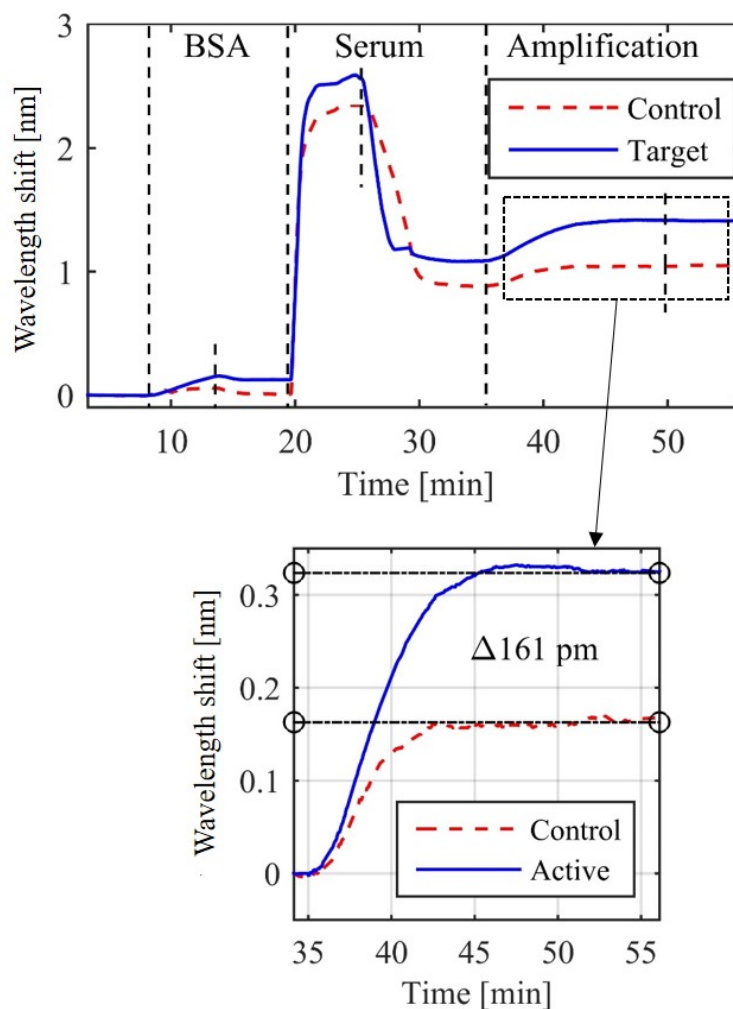 3
BSA
Serum
Amplification
Control
Target
2
1
0
Wavelength shift [nm]
10
20
30
40
50
Time [min]
0.3
Δ161 pm
0.2
0.1
0
Control
Active
Wavelength shift [nm]
35
40
45
50
55
Time [min]